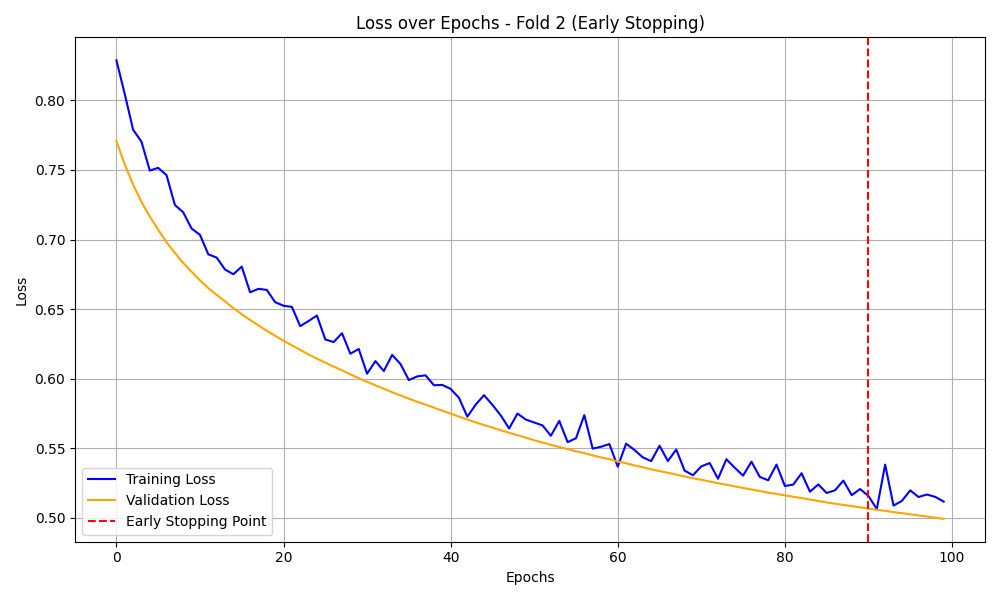 Loss over Epochs - Fold 2 (Early Stopping)
0.80
0.75
0.70
0.65
0.60
0.55
0.50
Loss
Training Loss
Validation Loss
Early Stopping Point
0 20 40 60 80 100
Epochs